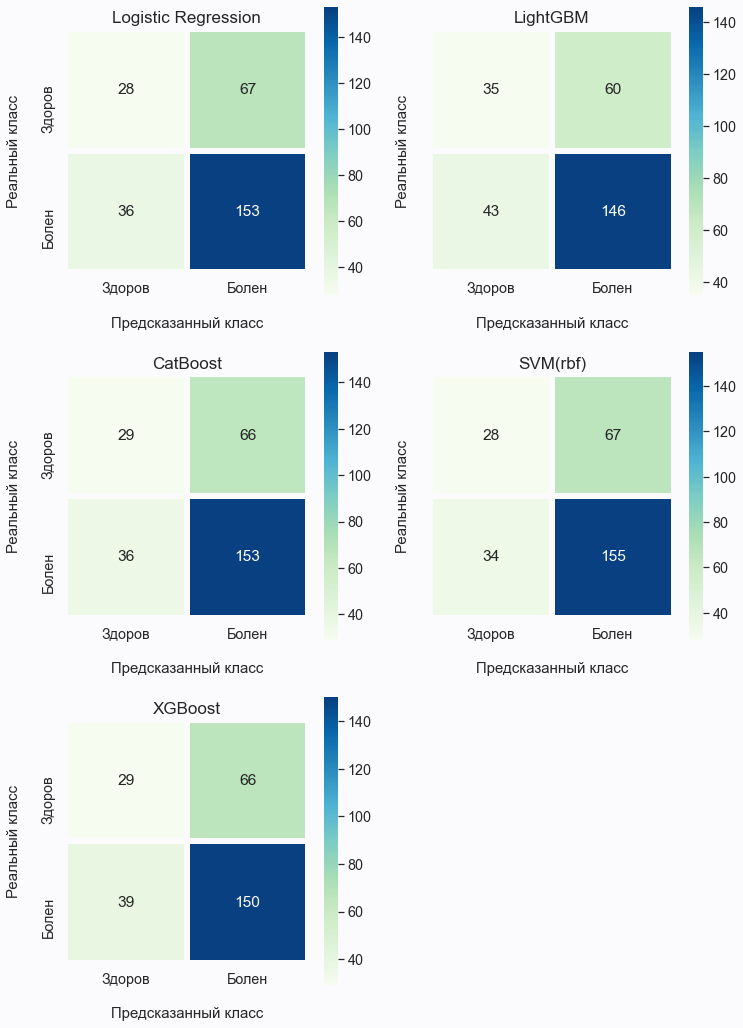 Logistic Regression
Реальный класс
Здоров
28
67
Болен
36
153
Здоров
Болен
Предсказанный класс
140
120
100
80
60
40
LightGBM
Реальный класс
35
60
43
146
Здоров
Болен
Предсказанный класс
140
120
100
80
60
40
CatBoost
Реальный класс
Здоров
29
66
Болен
36
153
Здоров
Болен
Предсказанный класс
140
120
100
80
60
40
SVM(rbf)
Реальный класс
28
67
34
155
Здоров
Болен
Предсказанный класс
140
120
100
80
60
40
XGBoost
Реальный класс
Здоров
29
66
Болен
39
150
Здоров
Болен
Предсказанный класс
140
120
100
80
60
40